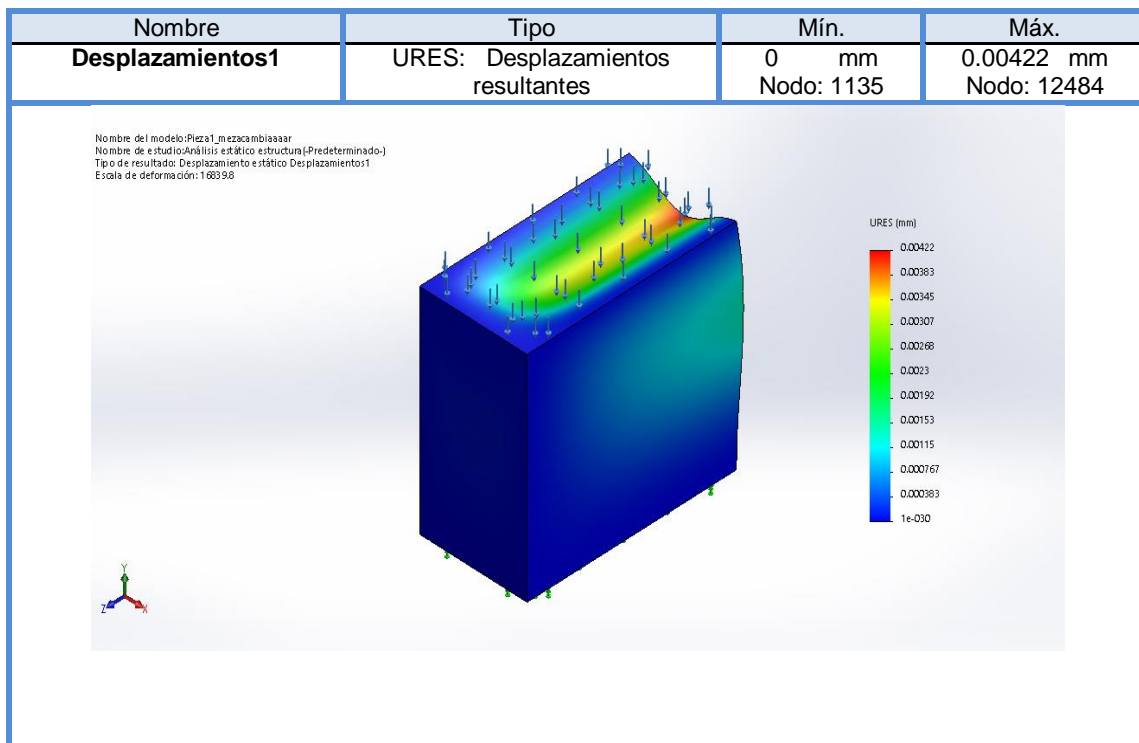 Nombre Tipo Mín. Máx.
Desplazamientos1 URES: Desplazamientos resultantes 0 mm Nodo: 1135 0.00422 mm Nodo: 12484
Nombre del modelo:Pieza1_mezacambiaaaar
Nombre de estudio:Análisis estático estructura(-Predeterminado-)
Tipo de resultado: Desplazamiento estático Desplazamientos1
Escala de deformación: 16839.8
URES (mm)
0.00422
0.00383
0.00345
0.00307
0.00268
0.0023
0.00192
0.00153
0.00115
0.000767
0.000383
1e-030
Y
Z X